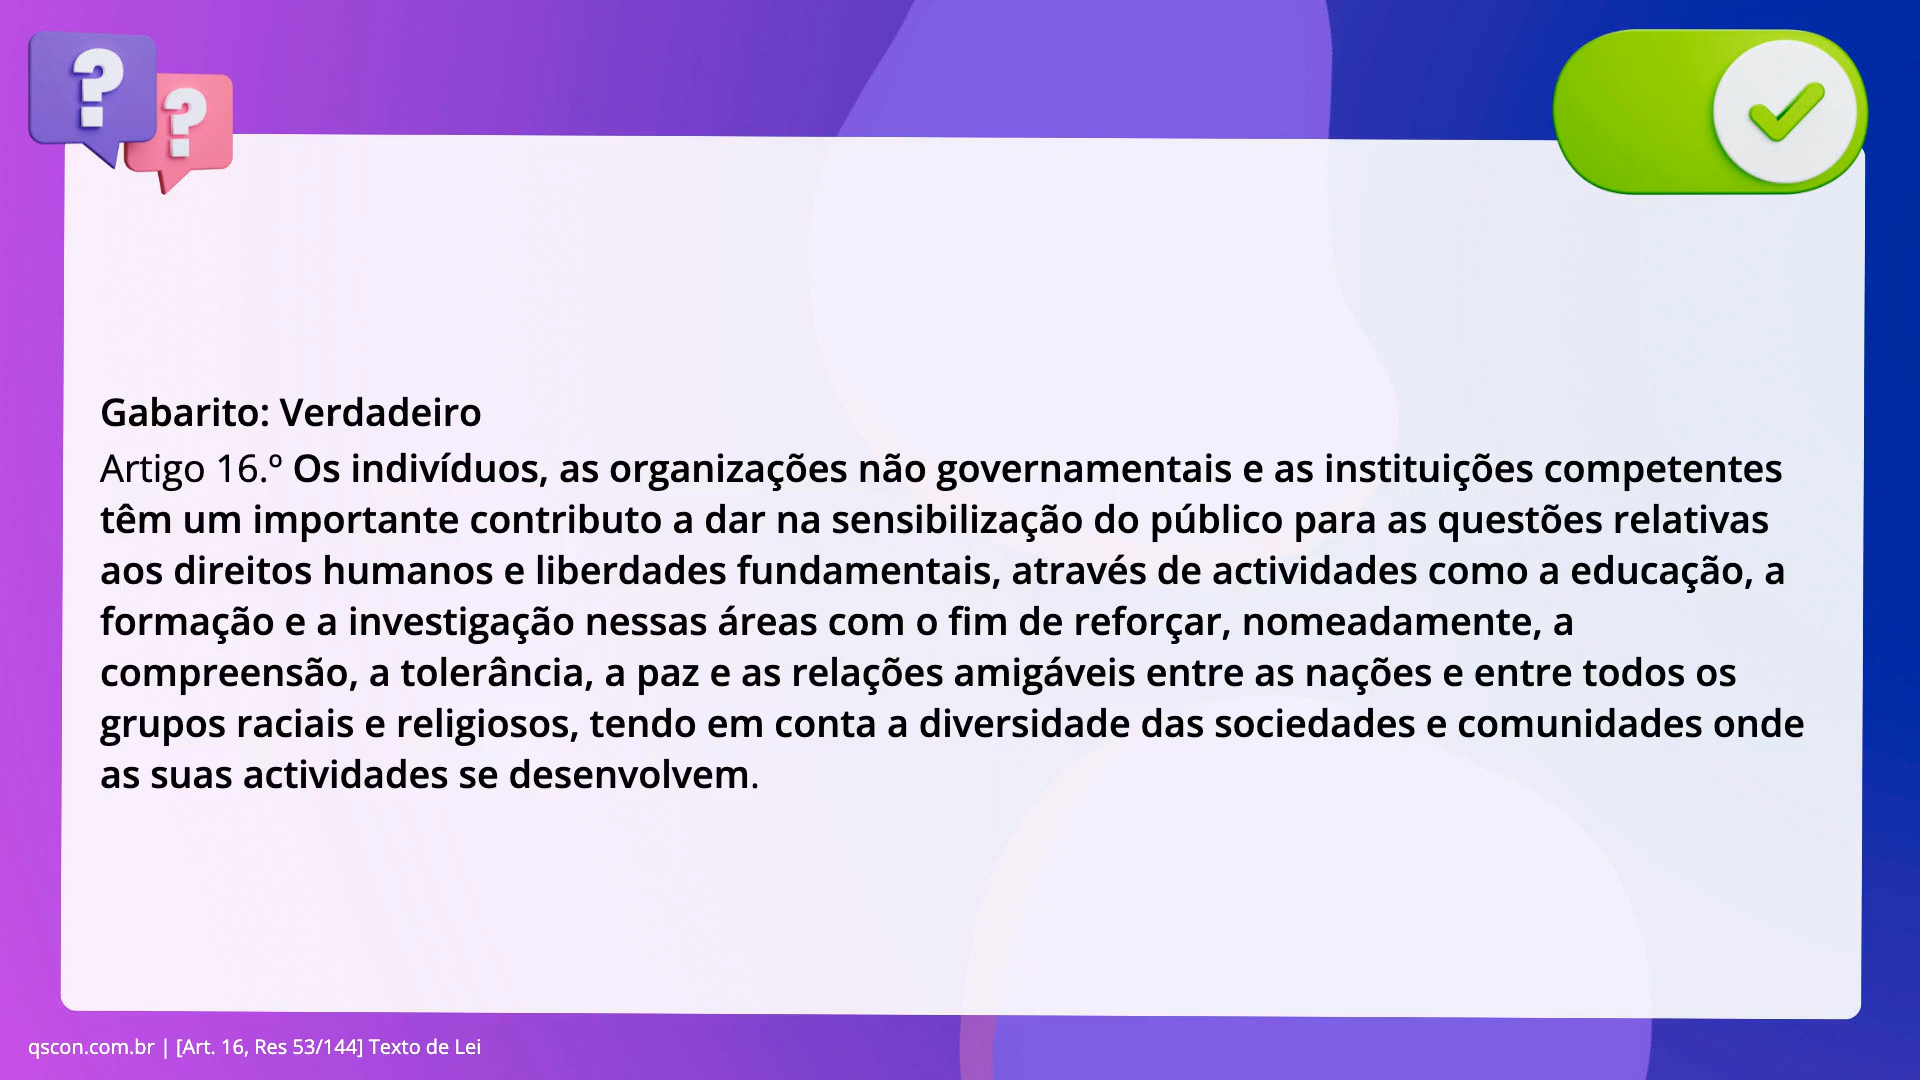 Gabarito: Verdadeiro
Artigo 16.º Os indivíduos, as organizações não governamentais e as instituições competentes
têm um importante contributo a dar na sensibilização do público para as questões relativas
aos direitos humanos e liberdades fundamentais, através de actividades como a educação, a
formação e a investigação nessas áreas com o fim de reforçar, nomeadamente, a
compreensão, a tolerância, a paz e as relações amigáveis entre as nações e entre todos os
grupos raciais e religiosos, tendo em conta a diversidade das sociedades e comunidades onde
as suas actividades se desenvolvem.
qscon.com.br | [Art. 16, Res 53/144] Texto de Lei